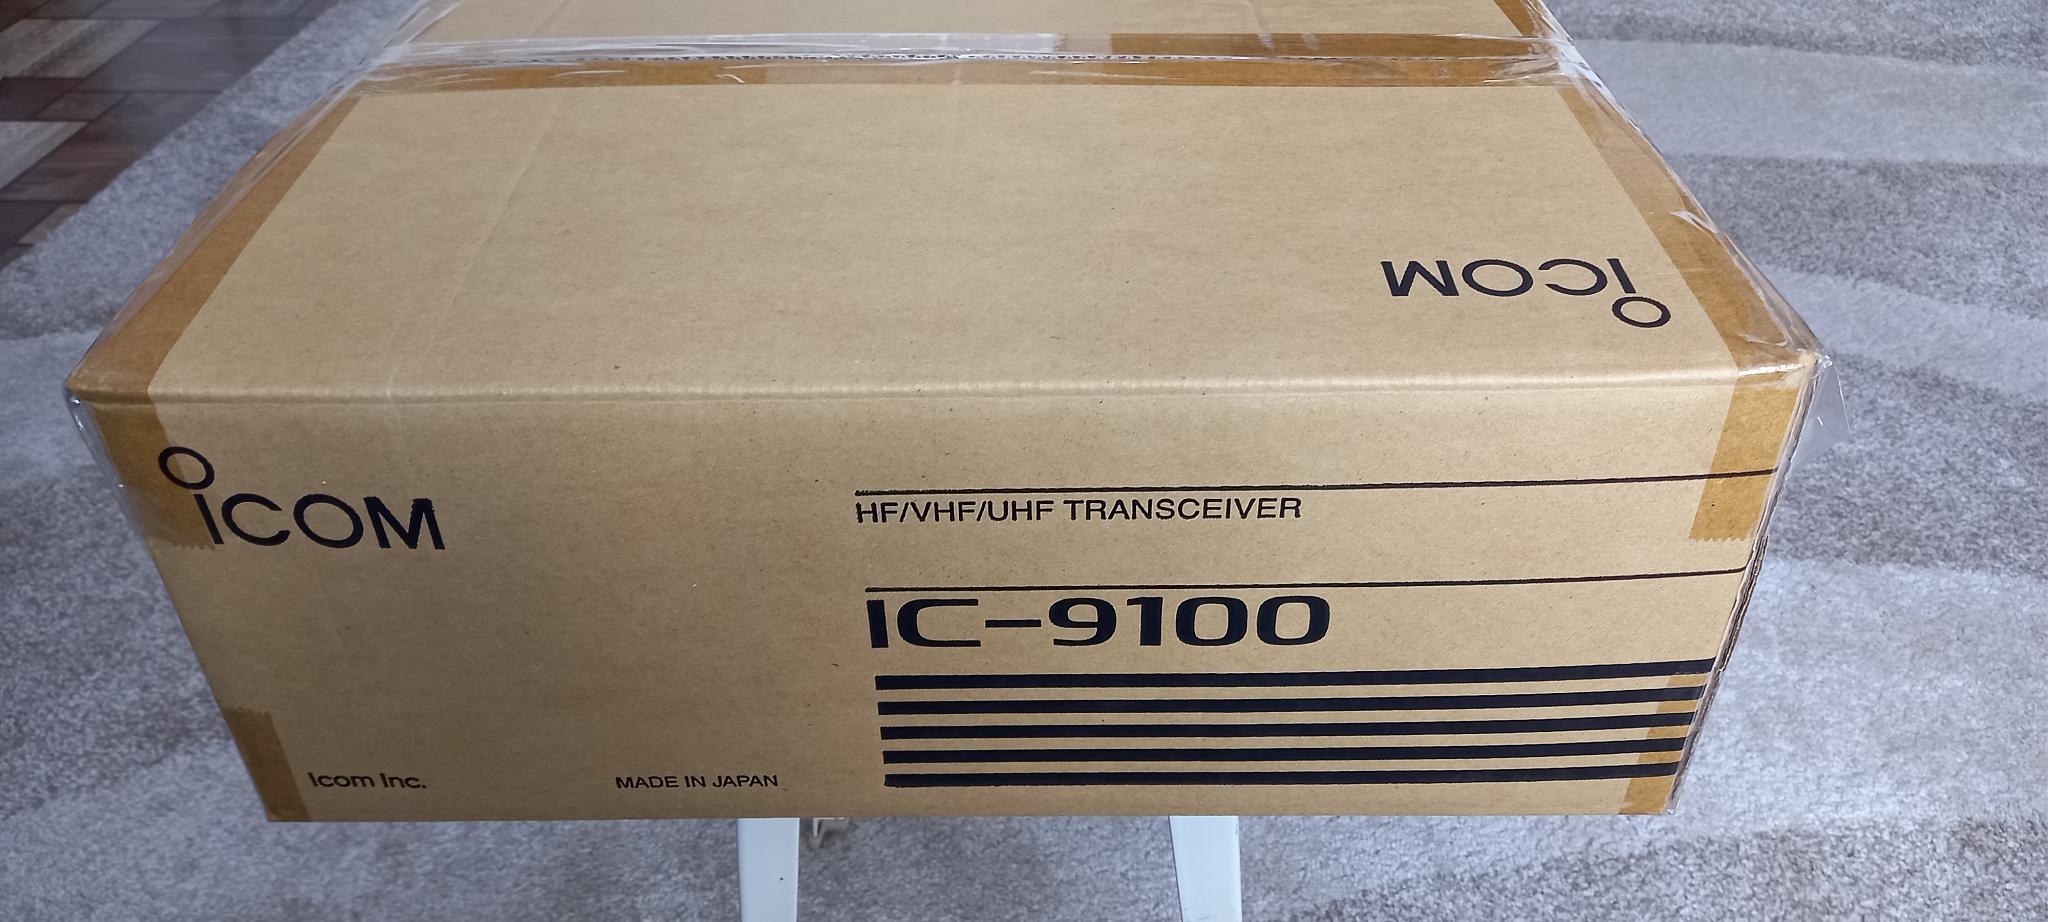 ICOM
ICOM
HF/VHF/UHF TRANSCEIVER
IC-9100
Icom Inc.
MADE IN JAPAN